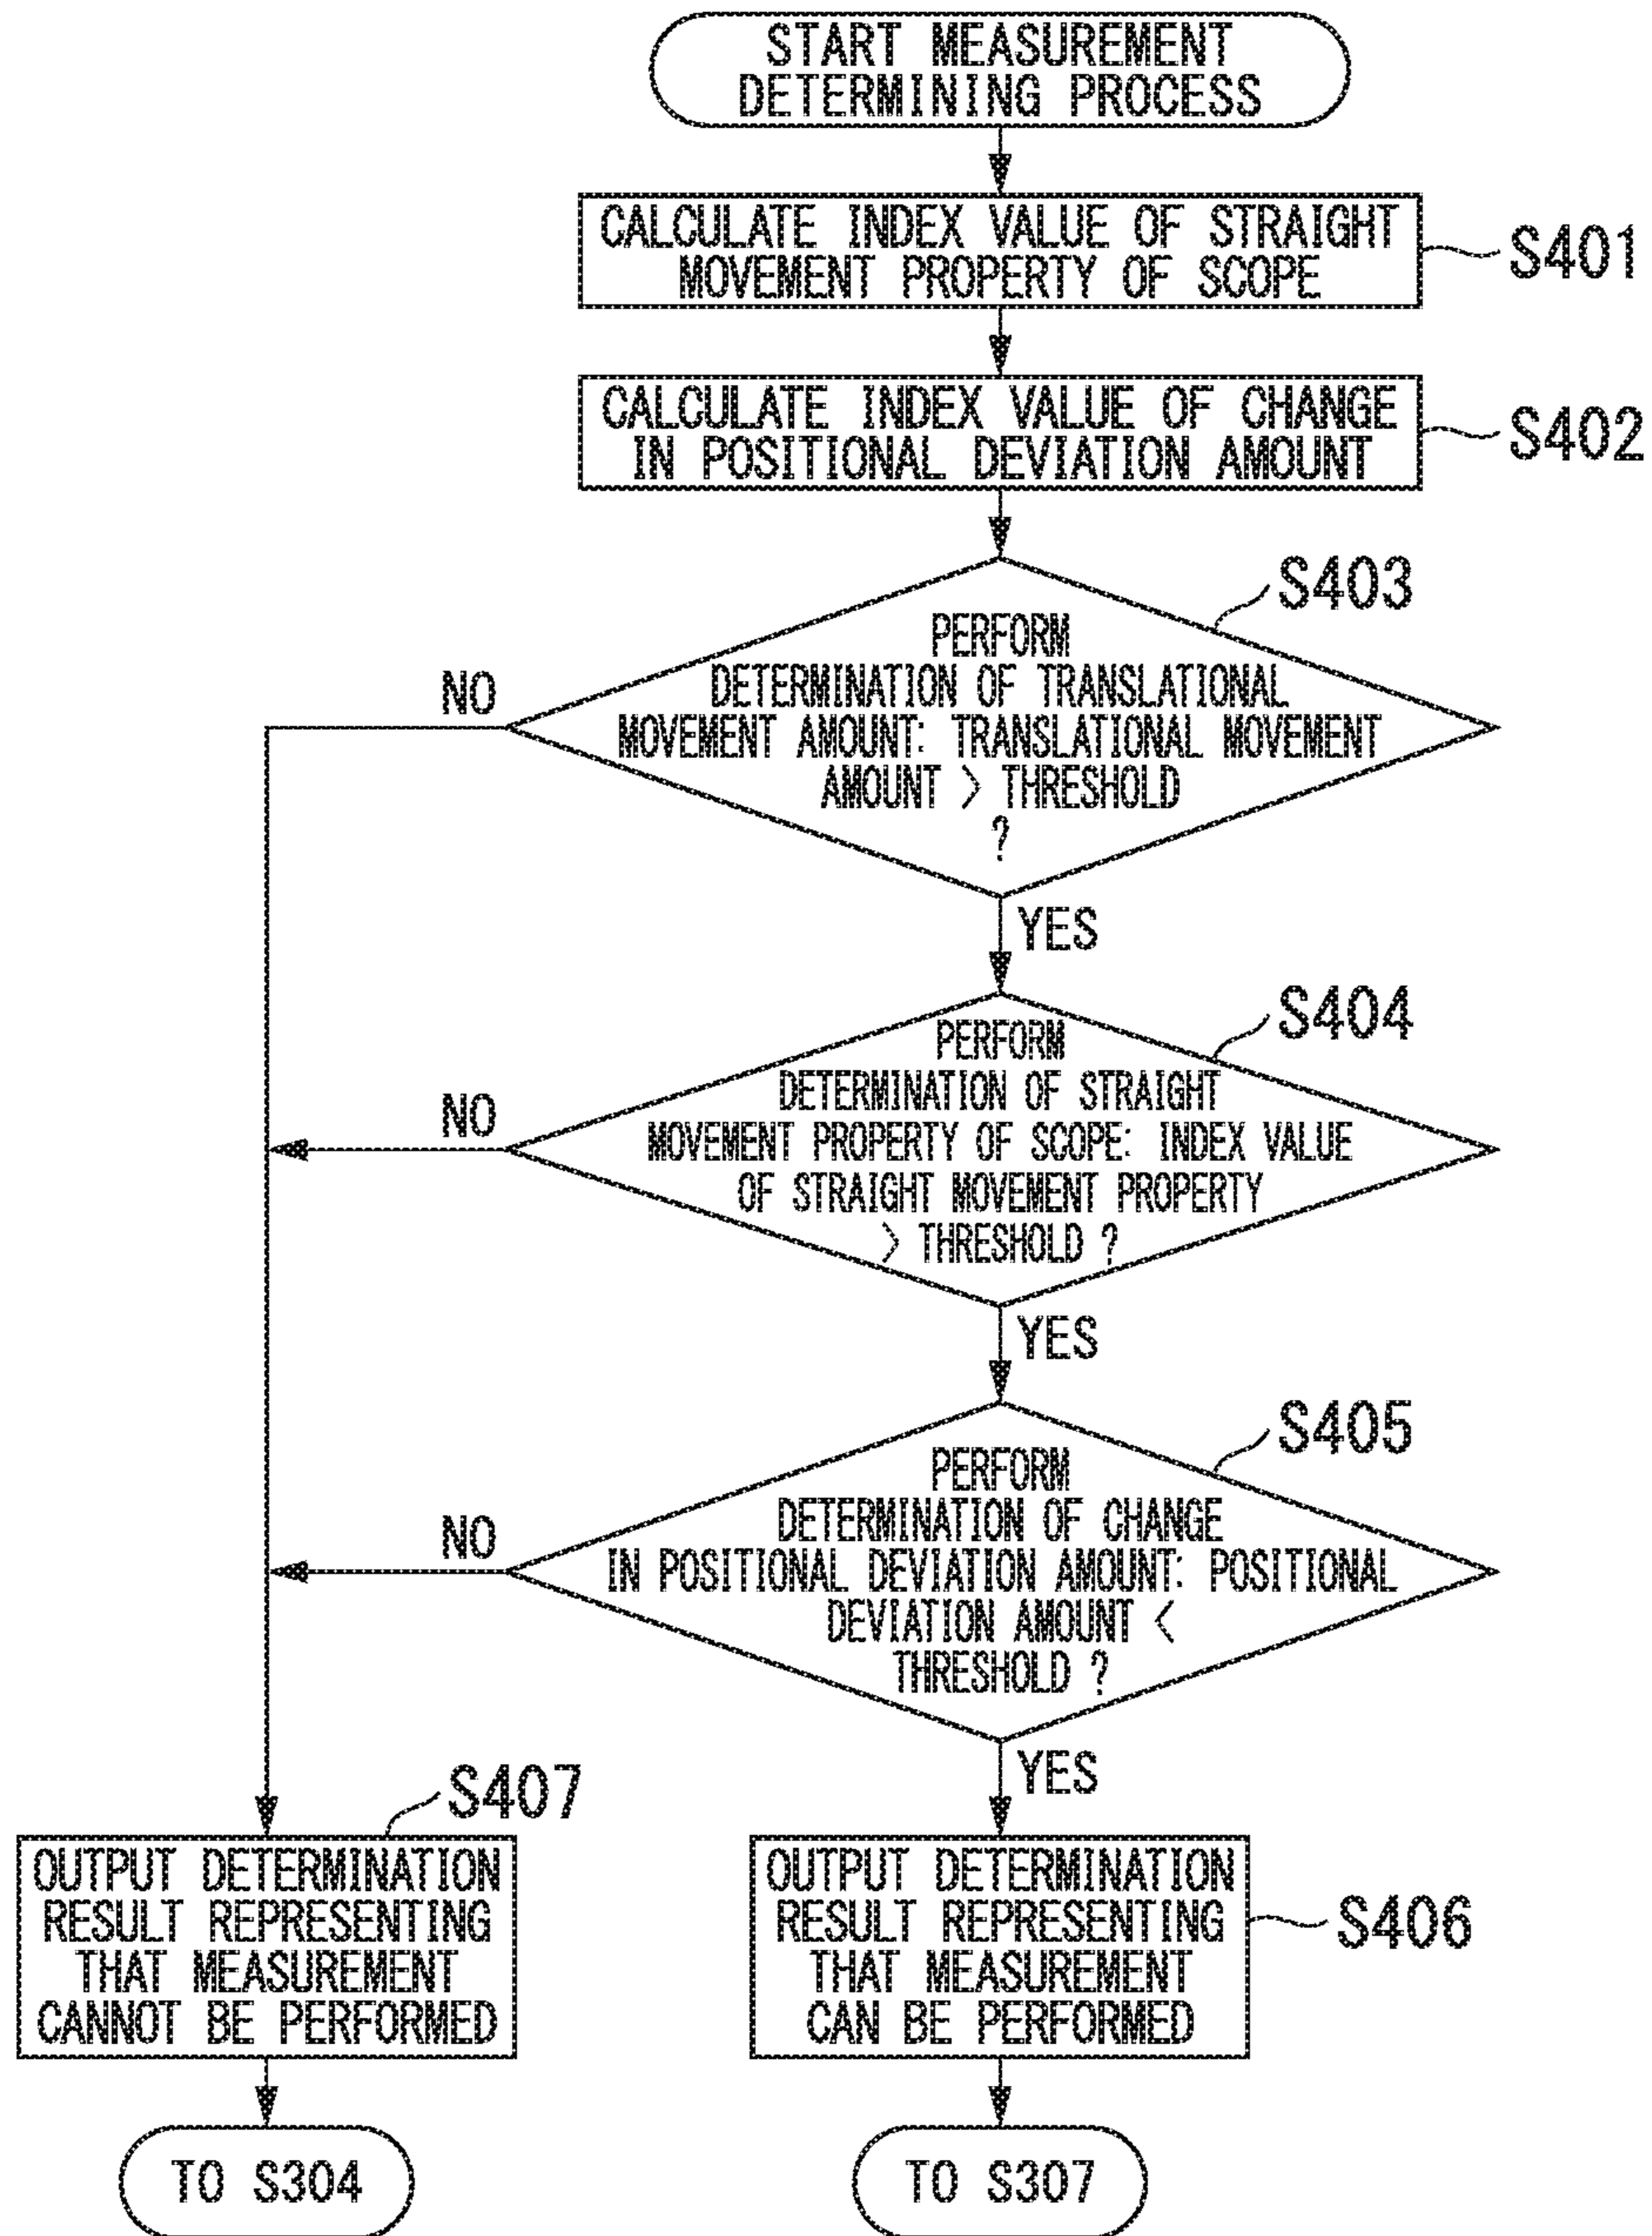 START MEASUREMENT
DETERMINING PROCESS
CALCULATE INDEX VALUE OF STRAIGHT
MOVEMENT PROPERTY OF SCOPE
S401
CALCULATE INDEX VALUE OF CHANGE
IN POSITIONAL DEVIATION AMOUNT
S402
S403
PERFORM
DETERMINATION OF TRANSLATIONAL
MOVEMENT AMOUNT: TRANSLATIONAL MOVEMENT
AMOUNT > THRESHOLD
?
NO
YES
S404
PERFORM
DETERMINATION OF STRAIGHT
MOVEMENT PROPERTY OF SCOPE: INDEX VALUE
OF STRAIGHT MOVEMENT PROPERTY
> THRESHOLD ?
NO
YES
S405
PERFORM
DETERMINATION OF CHANGE
IN POSITIONAL DEVIATION AMOUNT: POSITIONAL
DEVIATION AMOUNT <
THRESHOLD ?
NO
YES
S407
OUTPUT DETERMINATION
RESULT REPRESENTING
THAT MEASUREMENT
CANNOT BE PERFORMED
OUTPUT DETERMINATION
RESULT REPRESENTING
THAT MEASUREMENT
CAN BE PERFORMED
S406
TO S304
TO S307